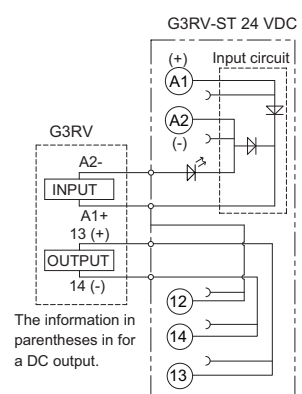 G3RV-ST 24 VDC
(+)
Input circuit
A1
A2
(-)
G3RV
A2-
INPUT
A1+
13 (+)
OUTPUT
14 (-)
12
14
13
The information in
parentheses in for
a DC output.